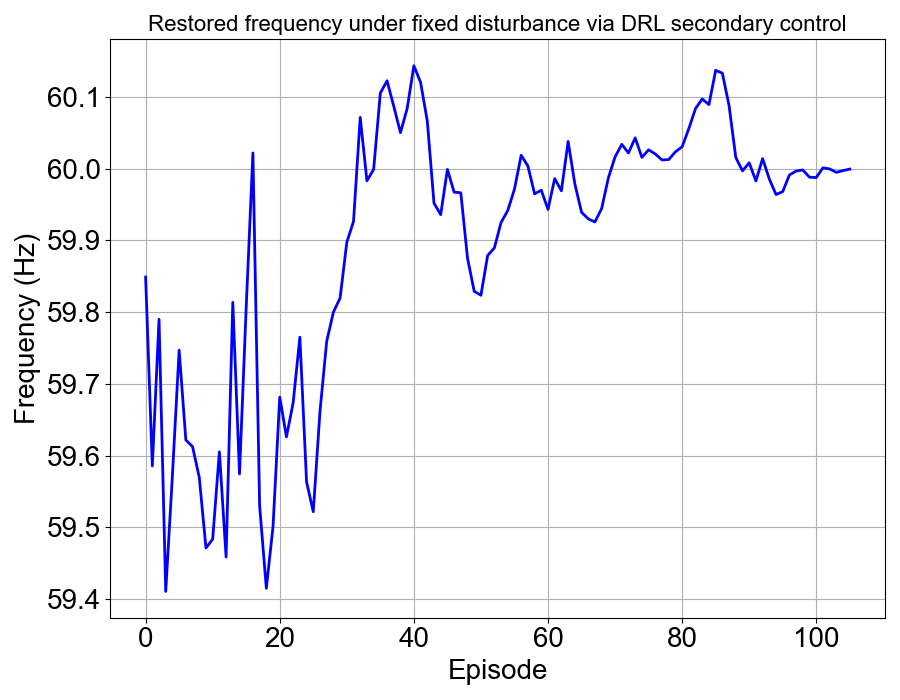 Restored frequency under fixed disturbance via DRL secondary control
Frequency (Hz)
60.1
60.0
59.9
59.8
59.7
59.6
59.5
59.4
0 20 40 60 80 100
Episode